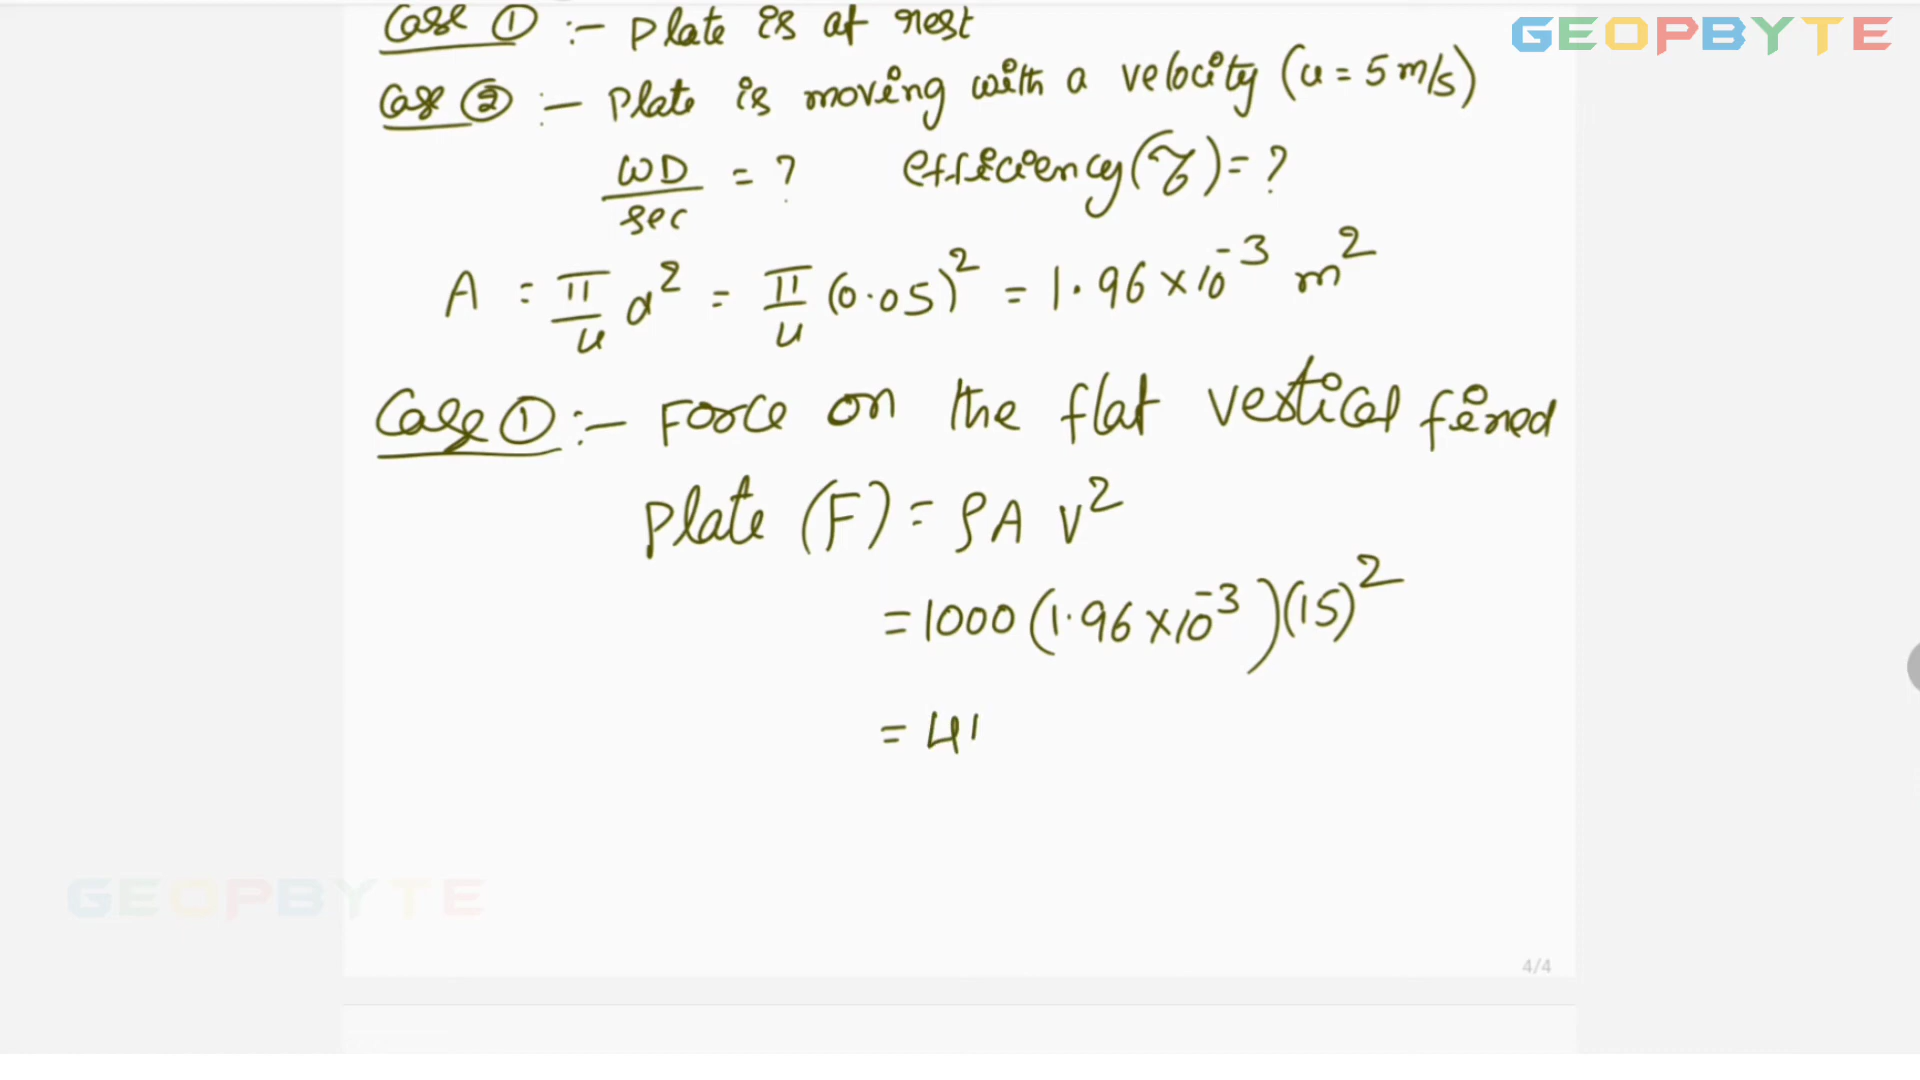 Case ① :- Plate is at rest
GEOPBYTE
Case ② :- Plate is moving with a velocity (u = 5 m/s)
WD/sec = ? efficiency (η) = ?
A = π/4 d² = π/4 (0.05)² = 1.96 × 10⁻³ m²
Case ① :- Force on the flat vertical fixed
Plate (F) = ρ A V²
= 1000 (1.96 × 10⁻³) (15)²
= 44
GEOPBYTE
4/4